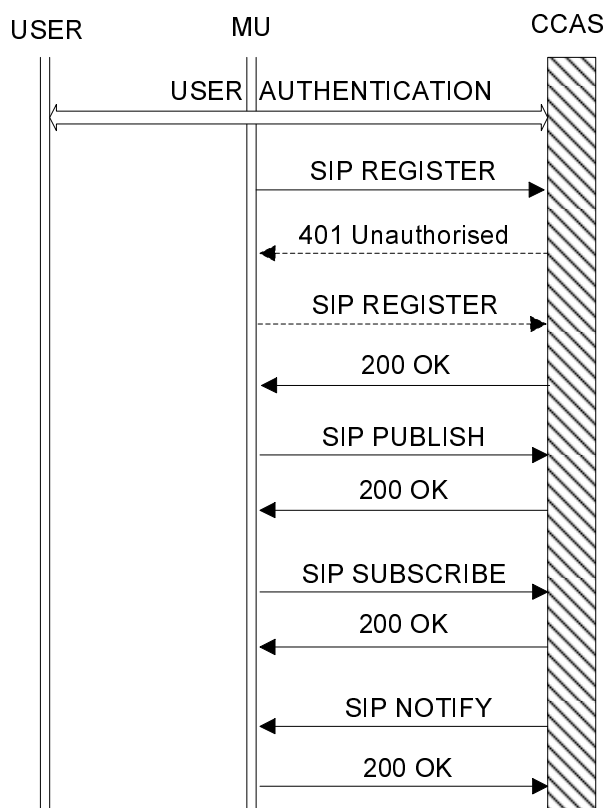 USER MU CCAS
USER AUTHENTICATION
SIP REGISTER
401 Unauthorised
SIP REGISTER
200 OK
SIP PUBLISH
200 OK
SIP SUBSCRIBE
200 OK
SIP NOTIFY
200 OK